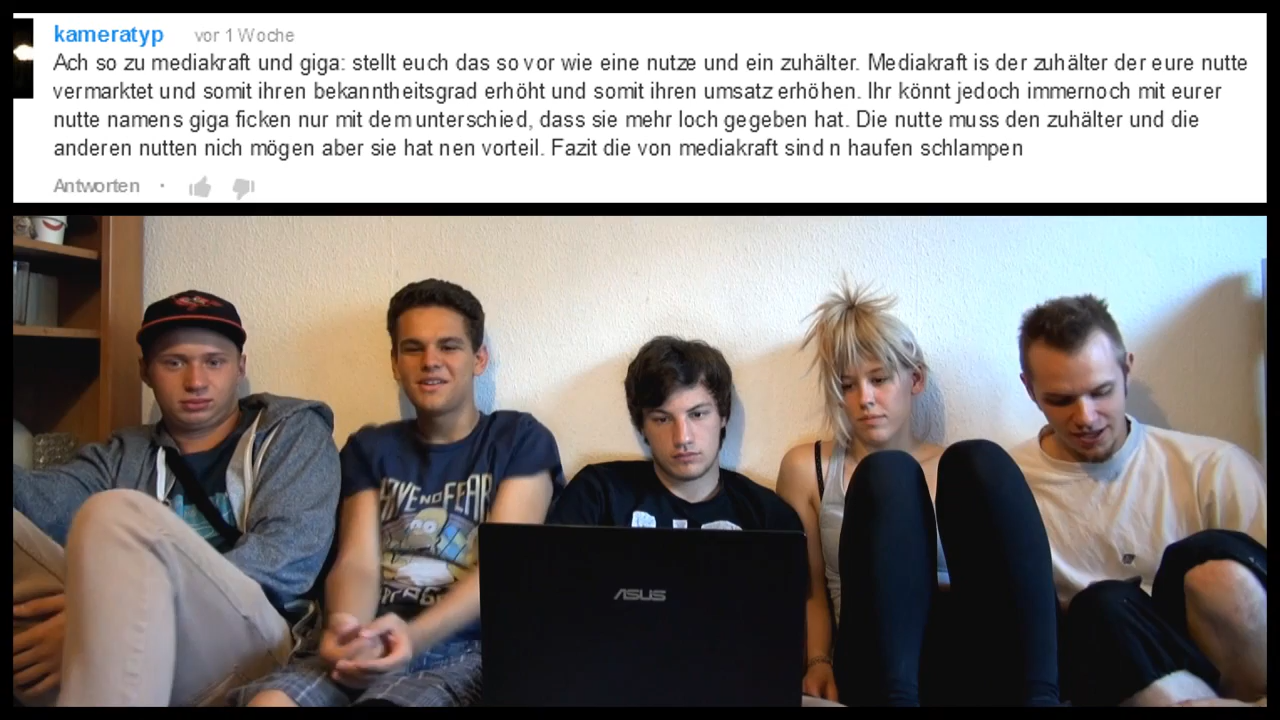 kameratyp vor 1 Woche
Ach so zu mediakraft und giga: stellt euch das so vor wie eine nutze und ein zuhälter. Mediakraft is der zuhälter der eure nutte
vermarktet und somit ihren bekanntheitsgrad erhöht und somit ihren umsatz erhöhen. Ihr könnt jedoch immernoch mit eurer
nutte namens giga ficken nur mit dem unterschied, dass sie mehr loch gegeben hat. Die nutte muss den zuhälter und die
anderen nutten nich mögen aber sie hat nen vorteil. Fazit die von mediakraft sind n haufen schlampen
Antworten ·
ASUS